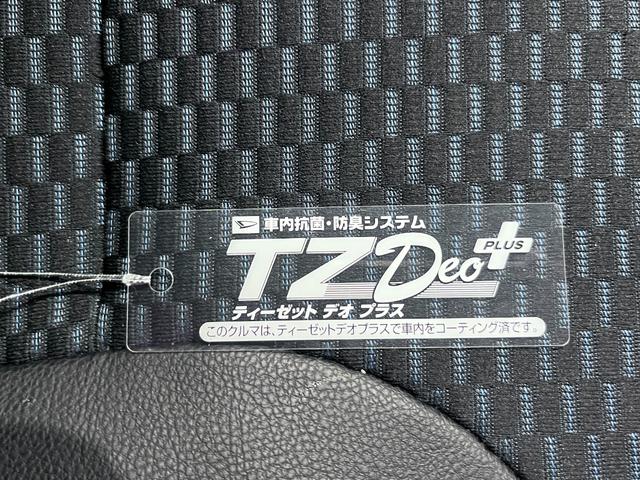 車内抗菌・防臭システム
TZ Deo PLUS
ティーゼット デオ プラス
このクルマは、ティーゼットデオプラスで車内をコーティング済です。